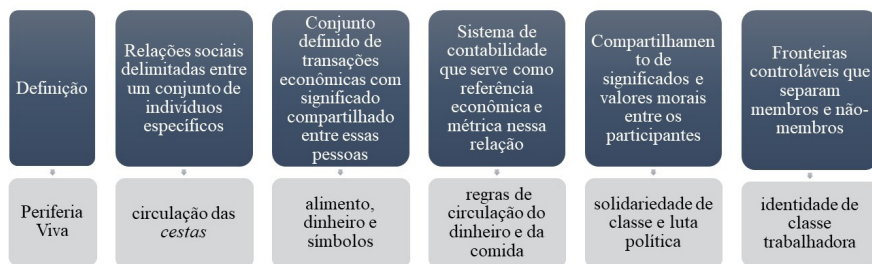 Definição
Relações sociais
delimitadas entre
um conjunto de
indivíduos
específicos
Conjunto
definido de
transações
econômicas com
significado
compartilhado
entre essas
pessoas
Sistema de
contabilidade
que serve como
referência
econômica e
métrica nessa
relação
Compartilhame
nto de
significados e
valores morais
entre os
participantes
Fronteiras
controláveis que
separam
membros e não-
membros
Periferia
Viva
circulação das
cestas
alimento,
dinheiro e
símbolos
regras de
circulação do
dinheiro e da
comida
solidariedade de
classe e luta
política
identidade de
classe
trabalhadora